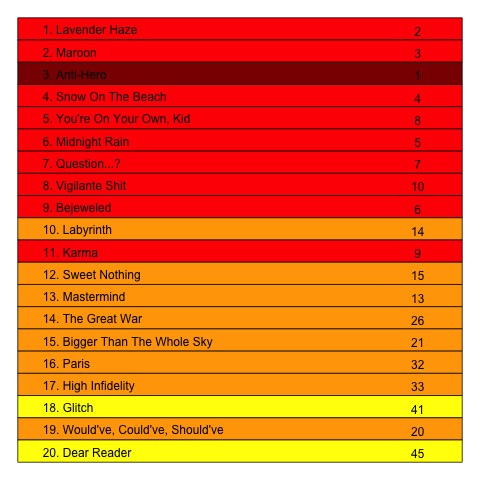 1. Lavender Haze 2
2. Maroon 3
3. Anti-Hero 1
4. Snow On The Beach 4
5. You're On Your Own, Kid 8
6. Midnight Rain 5
7. Question...? 7
8. Vigilante Shit 10
9. Bejeweled 6
10. Labyrinth 14
11. Karma 9
12. Sweet Nothing 15
13. Mastermind 13
14. The Great War 26
15. Bigger Than The Whole Sky 21
16. Paris 32
17. High Infidelity 33
18. Glitch 41
19. Would've, Could've, Should've 20
20. Dear Reader 45